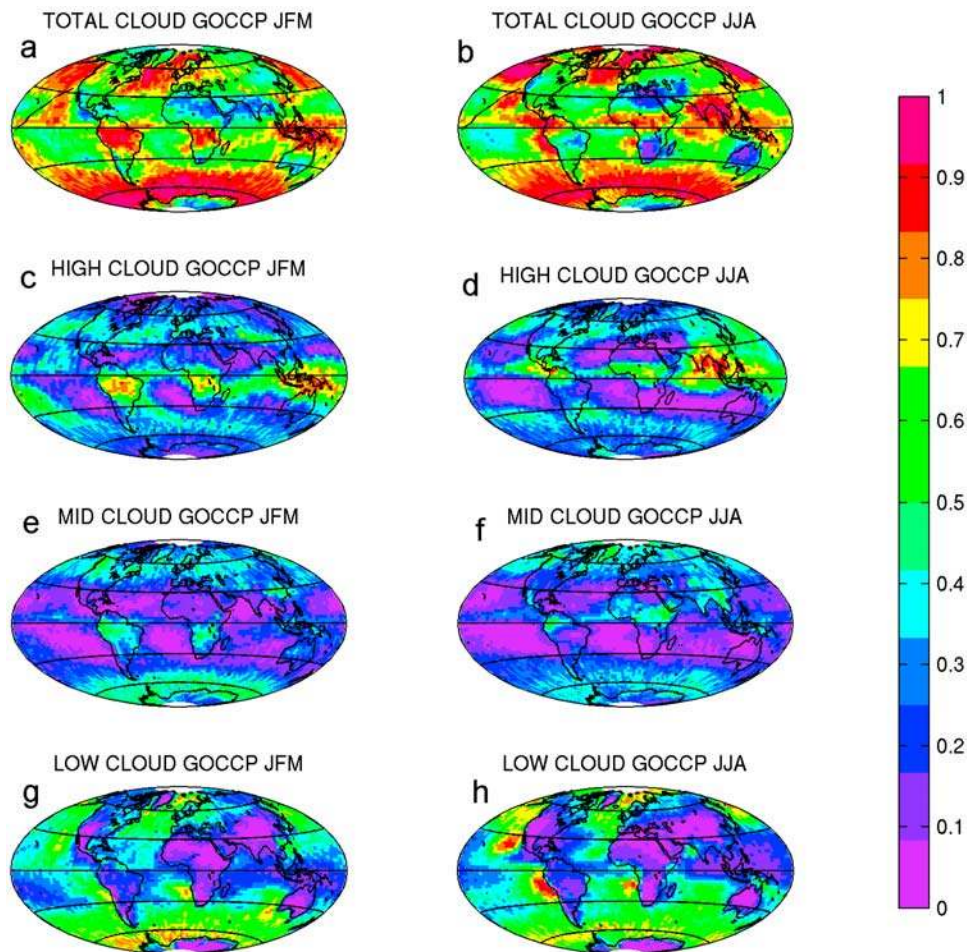 TOTAL CLOUD GOCCP JFM
a
TOTAL CLOUD GOCCP JJA
b
HIGH CLOUD GOCCP JFM
c
HIGH CLOUD GOCCP JJA
d
MID CLOUD GOCCP JFM
e
MID CLOUD GOCCP JJA
f
LOW CLOUD GOCCP JFM
g
LOW CLOUD GOCCP JJA
h
1
0.9
0.8
0.7
0.6
0.5
0.4
0.3
0.2
0.1
0